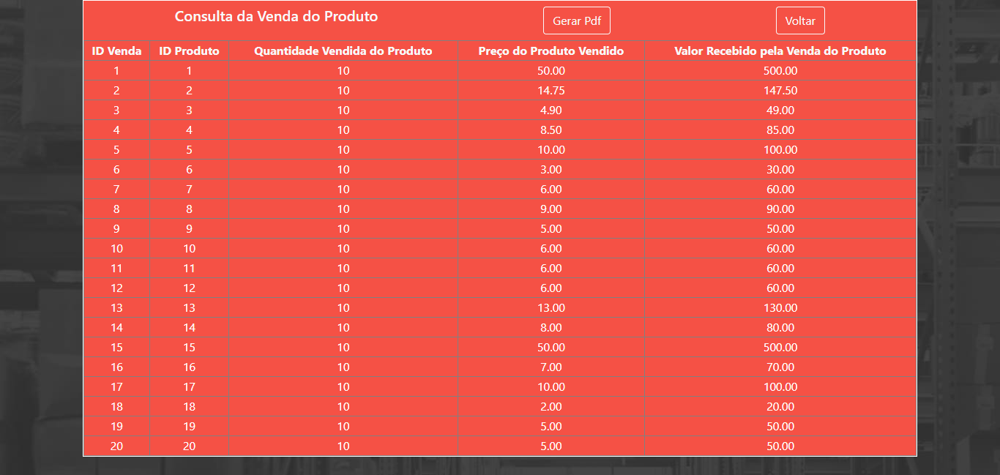 Consulta da Venda do Produto Gerar Pdf Voltar
ID Venda ID Produto Quantidade Vendida do Produto Preço do Produto Vendido Valor Recebido pela Venda do Produto
1 1 10 50.00 500.00
2 2 10 14.75 147.50
3 3 10 4.90 49.00
4 4 10 8.50 85.00
5 5 10 10.00 100.00
6 6 10 3.00 30.00
7 7 10 6.00 60.00
8 8 10 9.00 90.00
9 9 10 5.00 50.00
10 10 10 6.00 60.00
11 11 10 6.00 60.00
12 12 10 6.00 60.00
13 13 10 13.00 130.00
14 14 10 8.00 80.00
15 15 10 50.00 500.00
16 16 10 7.00 70.00
17 17 10 10.00 100.00
18 18 10 2.00 20.00
19 19 10 5.00 50.00
20 20 10 5.00 50.00